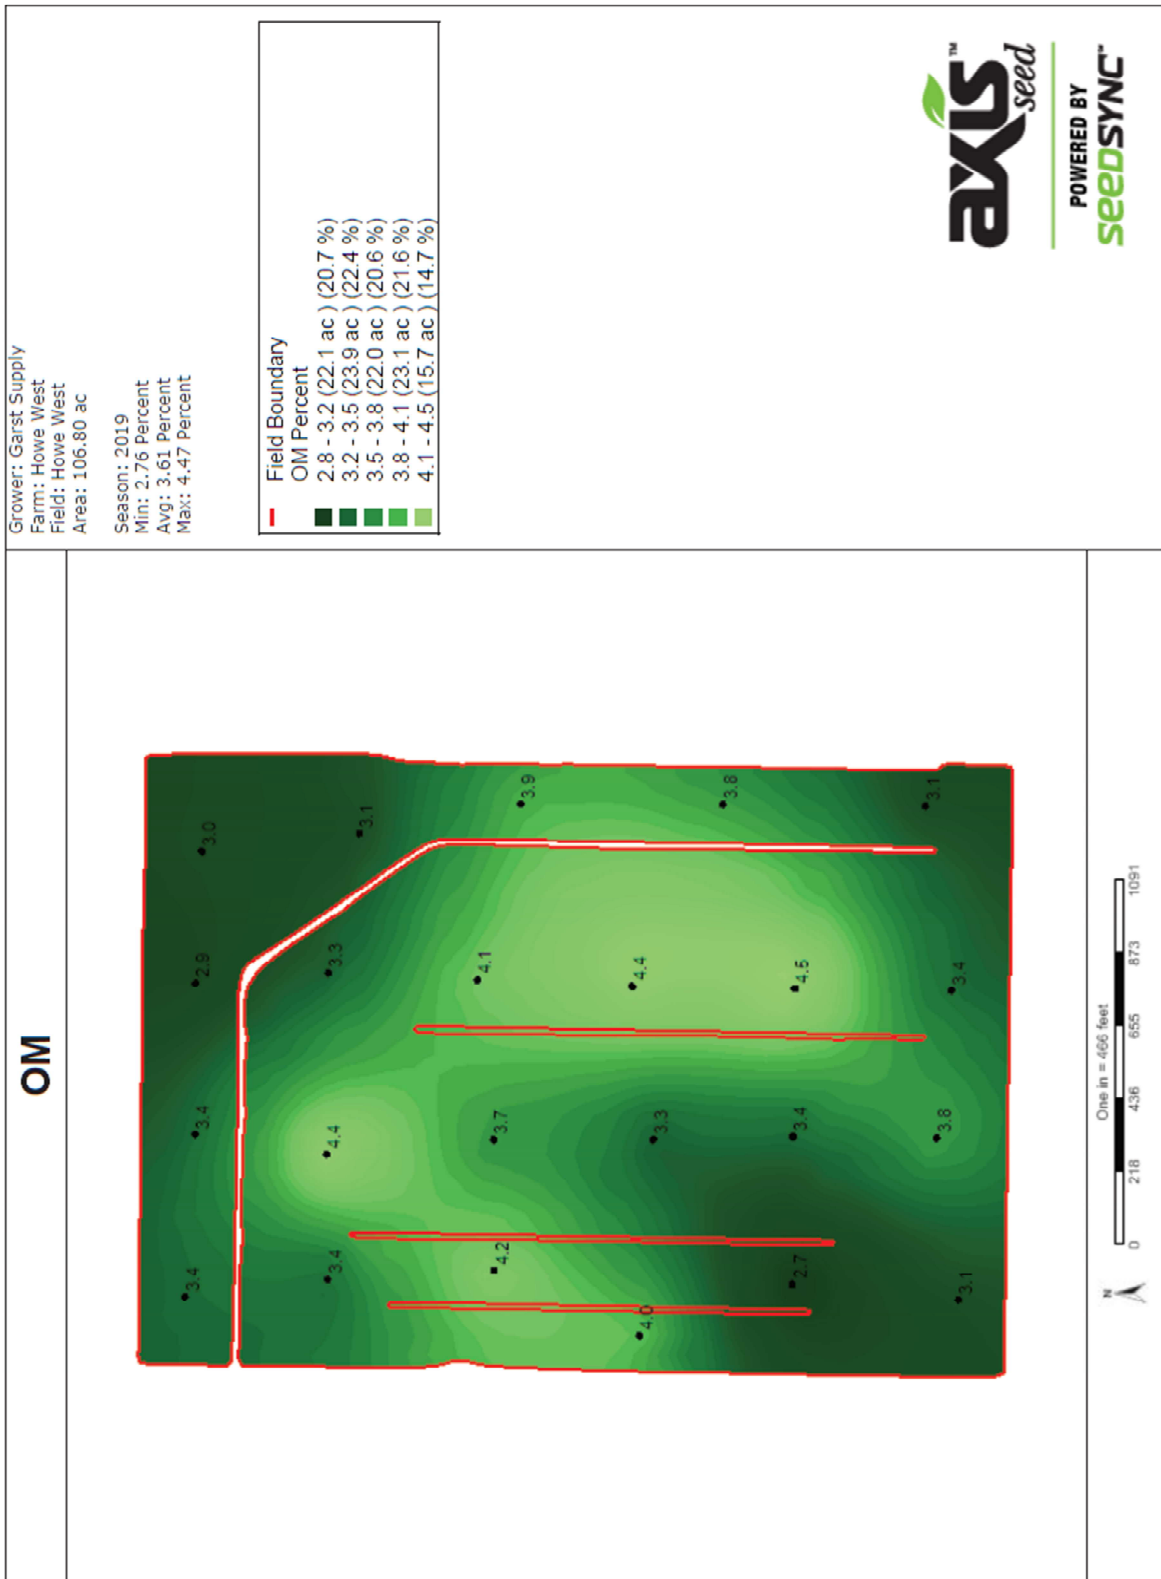 OM
Grower: Garst Supply
Farm: Howe West
Field: Howe West
Area: 106.80 ac
Season: 2019
Min: 2.76 Percent
Avg: 3.61 Percent
Max: 4.47 Percent
Field Boundary
OM Percent
2.8 - 3.2 (22.1 ac ) (20.7 %)
3.2 - 3.5 (23.9 ac ) (22.4 %)
3.5 - 3.8 (22.0 ac ) (20.6 %)
3.8 - 4.1 (23.1 ac ) (21.6 %)
4.1 - 4.5 (15.7 ac ) (14.7 %)
axis™
seed
POWERED BY
SeeDSYNC™
3.4
3.4
2.9
3.0
3.4
4.4
3.3
3.1
4.2
3.7
4.1
3.9
4.0
3.3
4.4
3.8
2.7
3.4
4.5
3.1
3.8
3.4
3.1
N
One in = 466 feet
0 218 436 655 873 1091